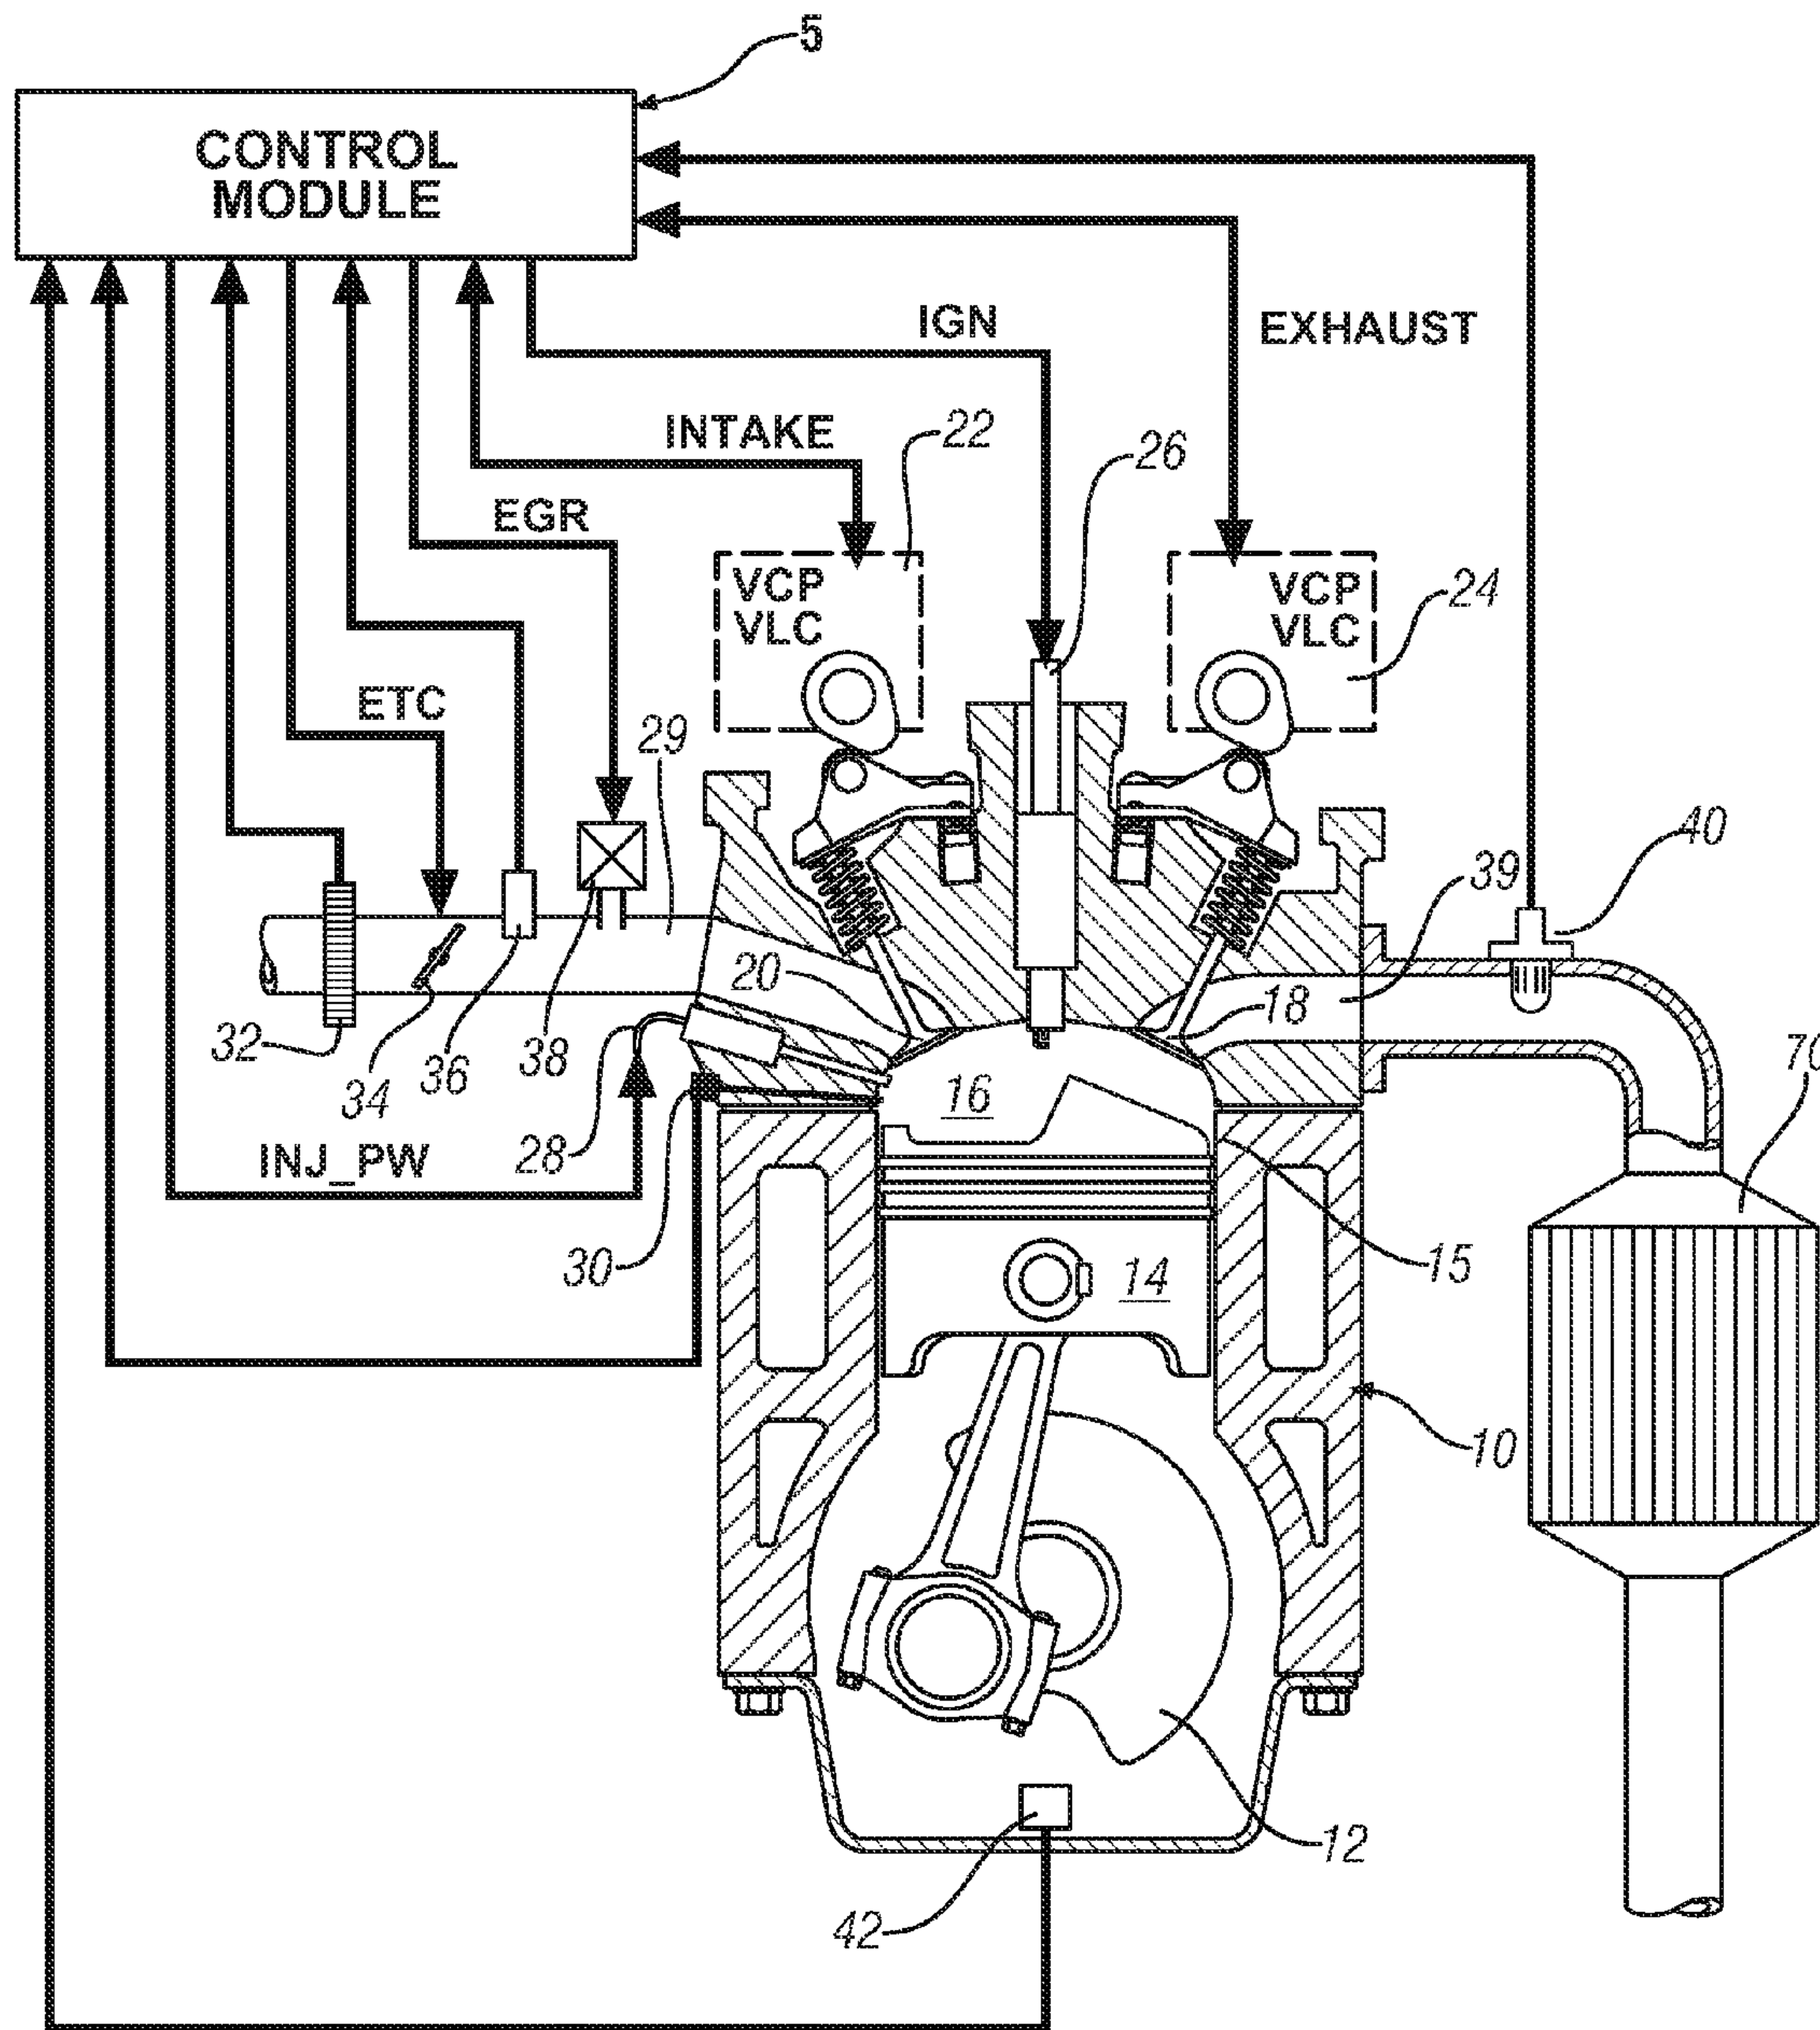 5
CONTROL
MODULE
IGN
EXHAUST
INTAKE
22
26
EGR
VCP
VLC
VCP
VLC
24
ETC
29
40
39
20
18
32
34
36
38
28
16
70
INJ_PW
30
14
15
10
12
42